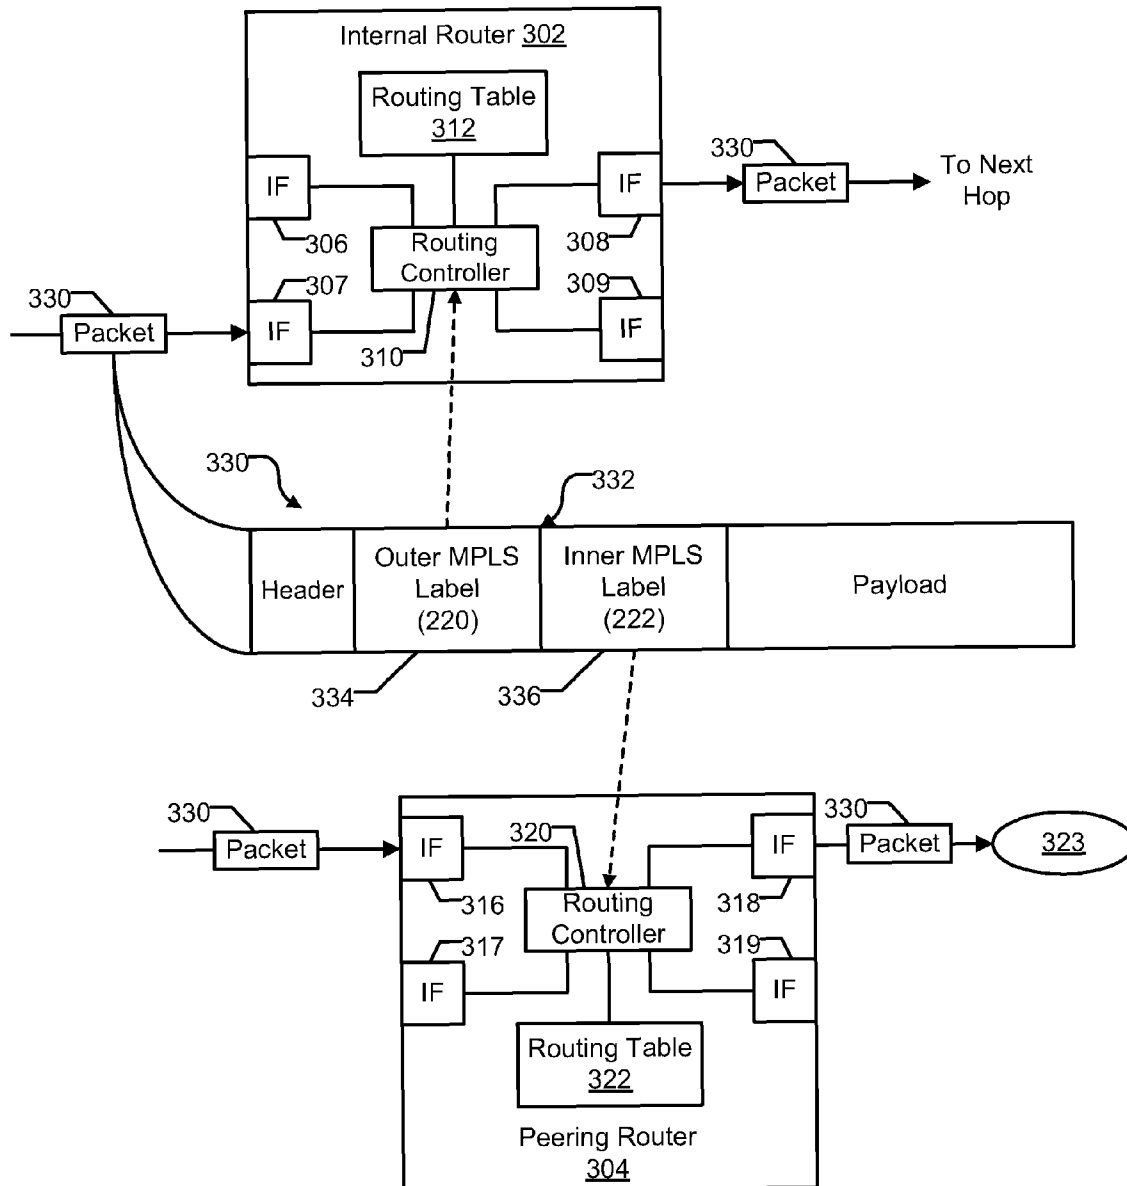 Internal Router 302
Routing Table
312
330
Packet
To Next
Hop
IF
IF
306
308
Routing
Controller
307
309
330
Packet
IF
IF
310
330
332
Header
Outer MPLS
Label
(220)
Inner MPLS
Label
(222)
Payload
334
336
330
Packet
330
Packet
323
IF
320
IF
316
318
Routing
Controller
317
319
IF
IF
Routing Table
322
Peering Router
304